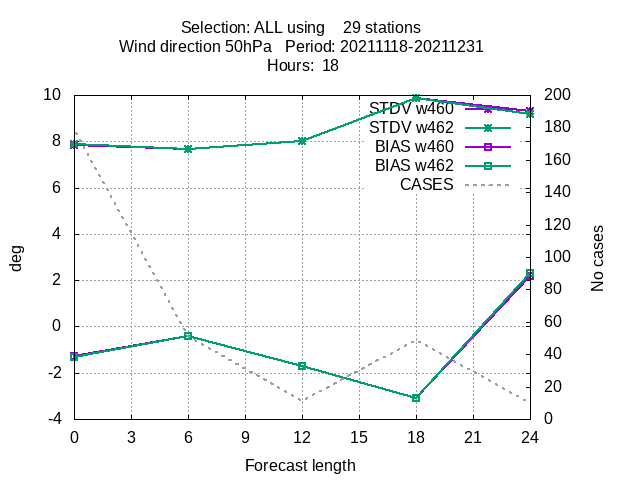 Selection: ALL using    29 stations
Wind direction 50hPa   Period: 20211118-20211231
Hours:  18
STDV w460
STDV w462
BIAS w460
BIAS w462
CASES
deg
10
8
6
4
2
0
-2
-4
200
180
160
140
120
100
80
60
40
20
0
No cases
0 3 6 9 12 15 18 21 24
Forecast length